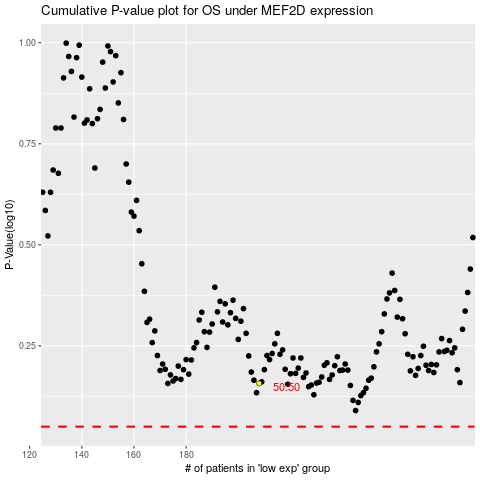 Cumulative P-value plot for OS under MEF2D expression
1.00
0.75
0.50
0.25
P-Value(log10)
50.50
120 140 160 180
# of patients in 'low exp' group